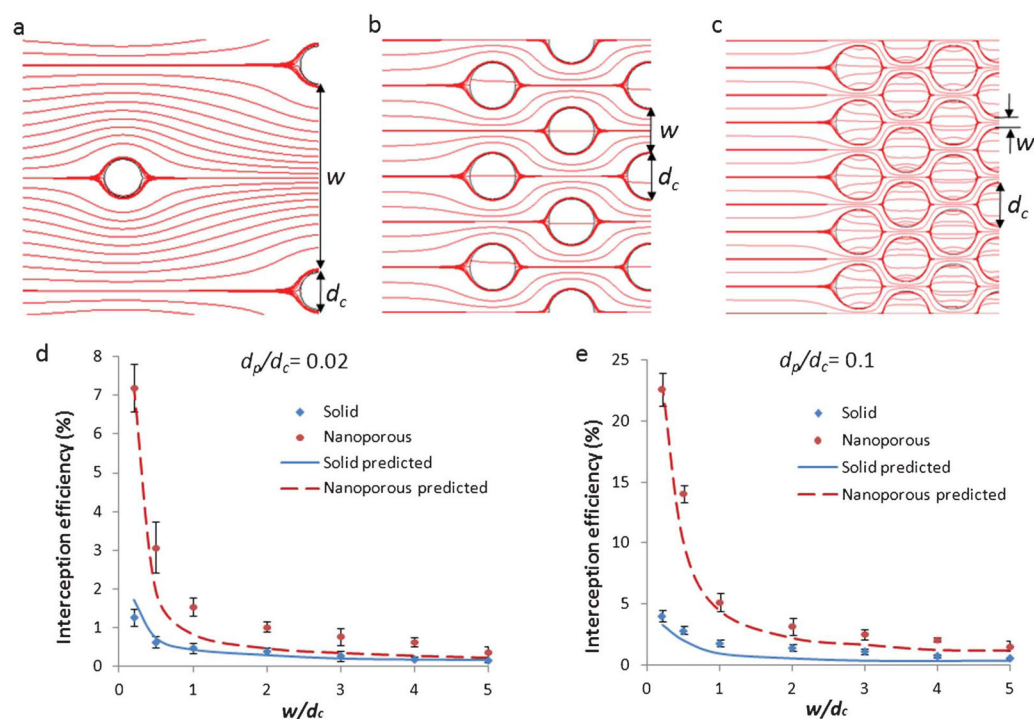 a
w
d_c
b
w
d_c
c
w
d_c
d
d_p/d_c = 0.02
Solid
Nanoporous
Solid predicted
Nanoporous predicted
Interception efficiency (%)
8
7
6
5
4
3
2
1
0
0 1 2 3 4 5
w/d_c
e
d_p/d_c = 0.1
Solid
Nanoporous
Solid predicted
Nanoporous predicted
Interception efficiency (%)
25
20
15
10
5
0
0 1 2 3 4 5
w/d_c